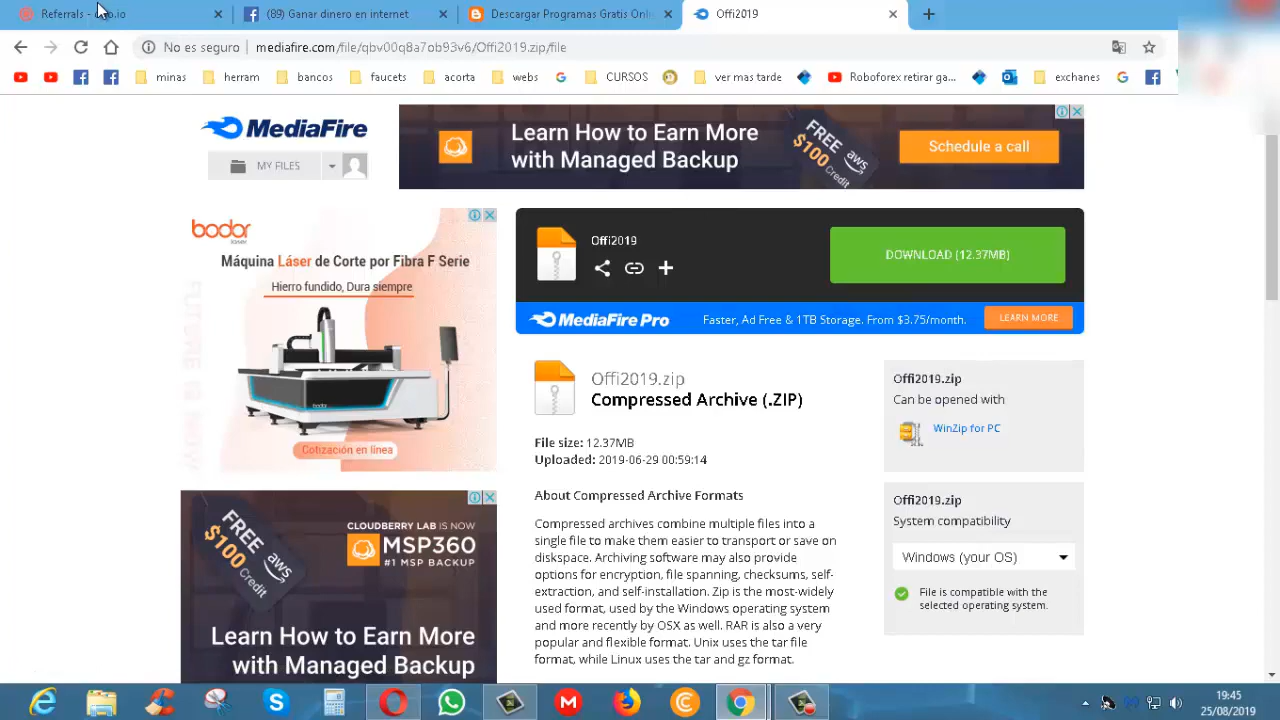 Referrals -
(89) Ganar dinero en internet
Descargar Programas Gratis Onli
Offi2019
No es seguro
mediafire.com/file/qbv00q8a7ob93v6/Offi2019.zip/file
minas
herram
bancos
faucets
acorta
webs
CURSOS
ver mas tarde
Roboforex retirar ga...
exchanes
MediaFire
MY FILES
Learn How to Earn More
with Managed Backup
FREE
$100
aws
Credit
Schedule a call
bodor
Máquina Láser de Corte por Fibra F Serie
Hierro fundido, Dura siempre
bodor
Cotización en línea
Offi2019
DOWNLOAD (12.37MB)
MediaFire Pro
Faster, Ad Free & 1TB Storage. From $3.75/month.
LEARN MORE
Offi2019.zip
Compressed Archive (.ZIP)
File size: 12.37MB
Uploaded: 2019-06-29 00:59:14
About Compressed Archive Formats
Compressed archives combine multiple files into a
single file to make them easier to transport or save on
diskspace. Archiving software may also provide
options for encryption, file spanning, checksums, self-
extraction, and self-installation. Zip is the most-widely
used format, used by the Windows operating system
and more recently by OSX as well. RAR is also a very
popular and flexible format. Unix uses the tar file
format, while Linux uses the tar and gz format.
Offi2019.zip
Can be opened with
WinZip for PC
Offi2019.zip
System compatibility
Windows (your OS)
File is compatible with the
selected operating system.
FREE
$100
aws
Credit
CLOUDBERRY LAB IS NOW
MSP360
#1 MSP BACKUP
Learn How to Earn More
with Managed Backup
19:45
25/08/2019